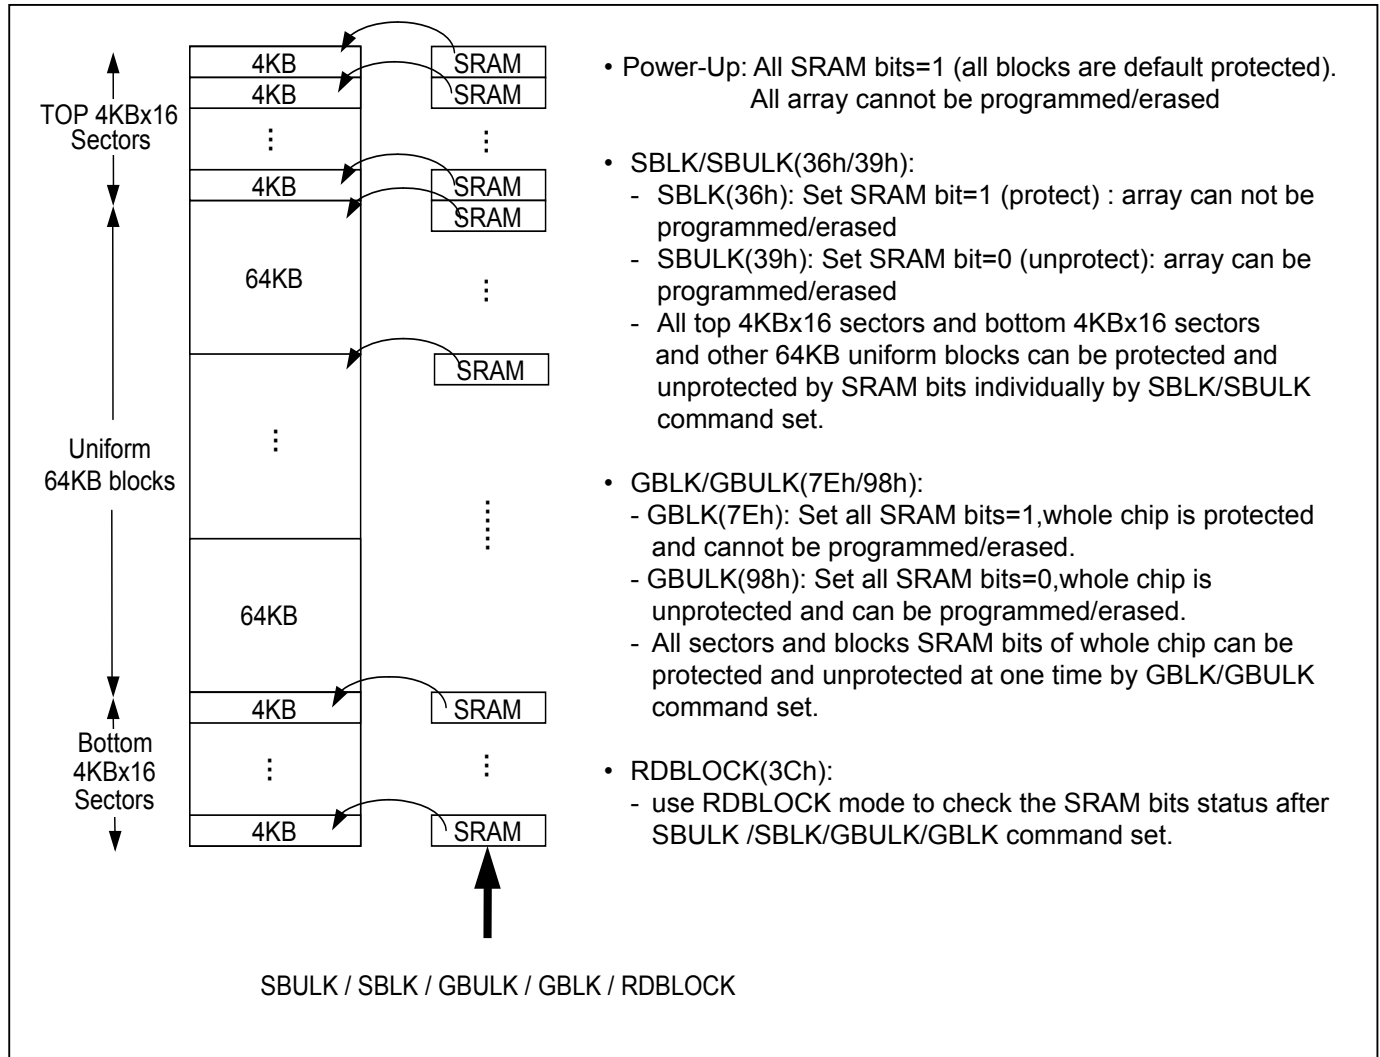 4KB
4KB
⋮
4KB
64KB
⋮
64KB
4KB
⋮
4KB
TOP 4KBx16
Sectors
Uniform
64KB blocks
Bottom
4KBx16
Sectors
SRAM
SRAM
⋮
SRAM
SRAM
⋮
SRAM
SRAM
⋮
SRAM
SBULK / SBLK / GBULK / GBLK / RDBLOCK
• Power-Up: All SRAM bits=1 (all blocks are default protected).
All array cannot be programmed/erased
• SBLK/SBULK(36h/39h):
- SBLK(36h): Set SRAM bit=1 (protect) : array can not be
programmed/erased
- SBULK(39h): Set SRAM bit=0 (unprotect): array can be
programmed/erased
- All top 4KBx16 sectors and bottom 4KBx16 sectors
and other 64KB uniform blocks can be protected and
unprotected by SRAM bits individually by SBLK/SBULK
command set.
• GBLK/GBULK(7Eh/98h):
- GBLK(7Eh): Set all SRAM bits=1,whole chip is protected
and cannot be programmed/erased.
- GBULK(98h): Set all SRAM bits=0,whole chip is
unprotected and can be programmed/erased.
- All sectors and blocks SRAM bits of whole chip can be
protected and unprotected at one time by GBLK/GBULK
command set.
• RDBLOCK(3Ch):
- use RDBLOCK mode to check the SRAM bits status after
SBULK /SBLK/GBULK/GBLK command set.